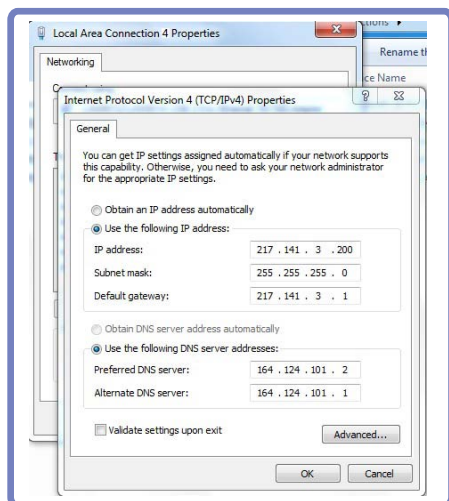 Local Area Connection 4 Properties
Rename th
Networking
ce Name
Internet Protocol Version 4 (TCP/IPv4) Properties
General
You can get IP settings assigned automatically if your network supports
this capability. Otherwise, you need to ask your network administrator
for the appropriate IP settings.
Obtain an IP address automatically
Use the following IP address:
IP address: 217 . 141 . 3 . 200
Subnet mask: 255 . 255 . 255 . 0
Default gateway: 217 . 141 . 3 . 1
Obtain DNS server address automatically
Use the following DNS server addresses:
Preferred DNS server: 164 . 124 . 101 . 2
Alternate DNS server: 164 . 124 . 101 . 1
Validate settings upon exit
Advanced...
OK Cancel